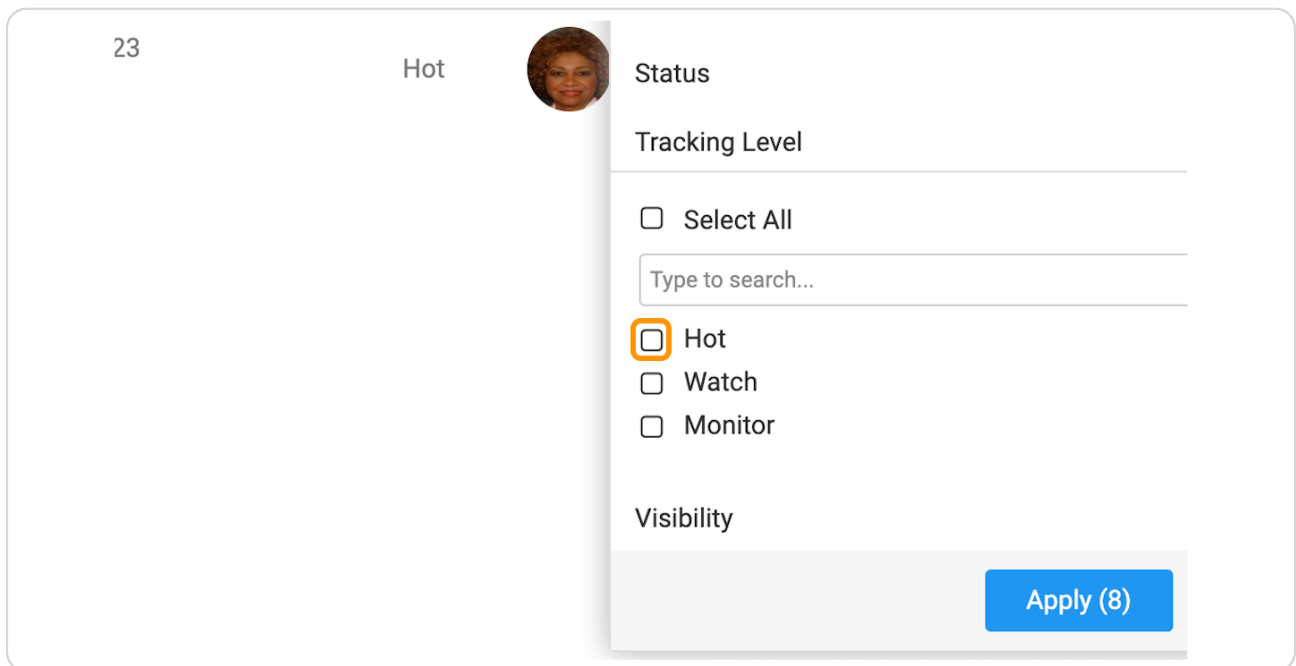 23
Hot
Status
Tracking Level
Select All
Type to search...
Hot
Watch
Monitor
Visibility
Apply (8)